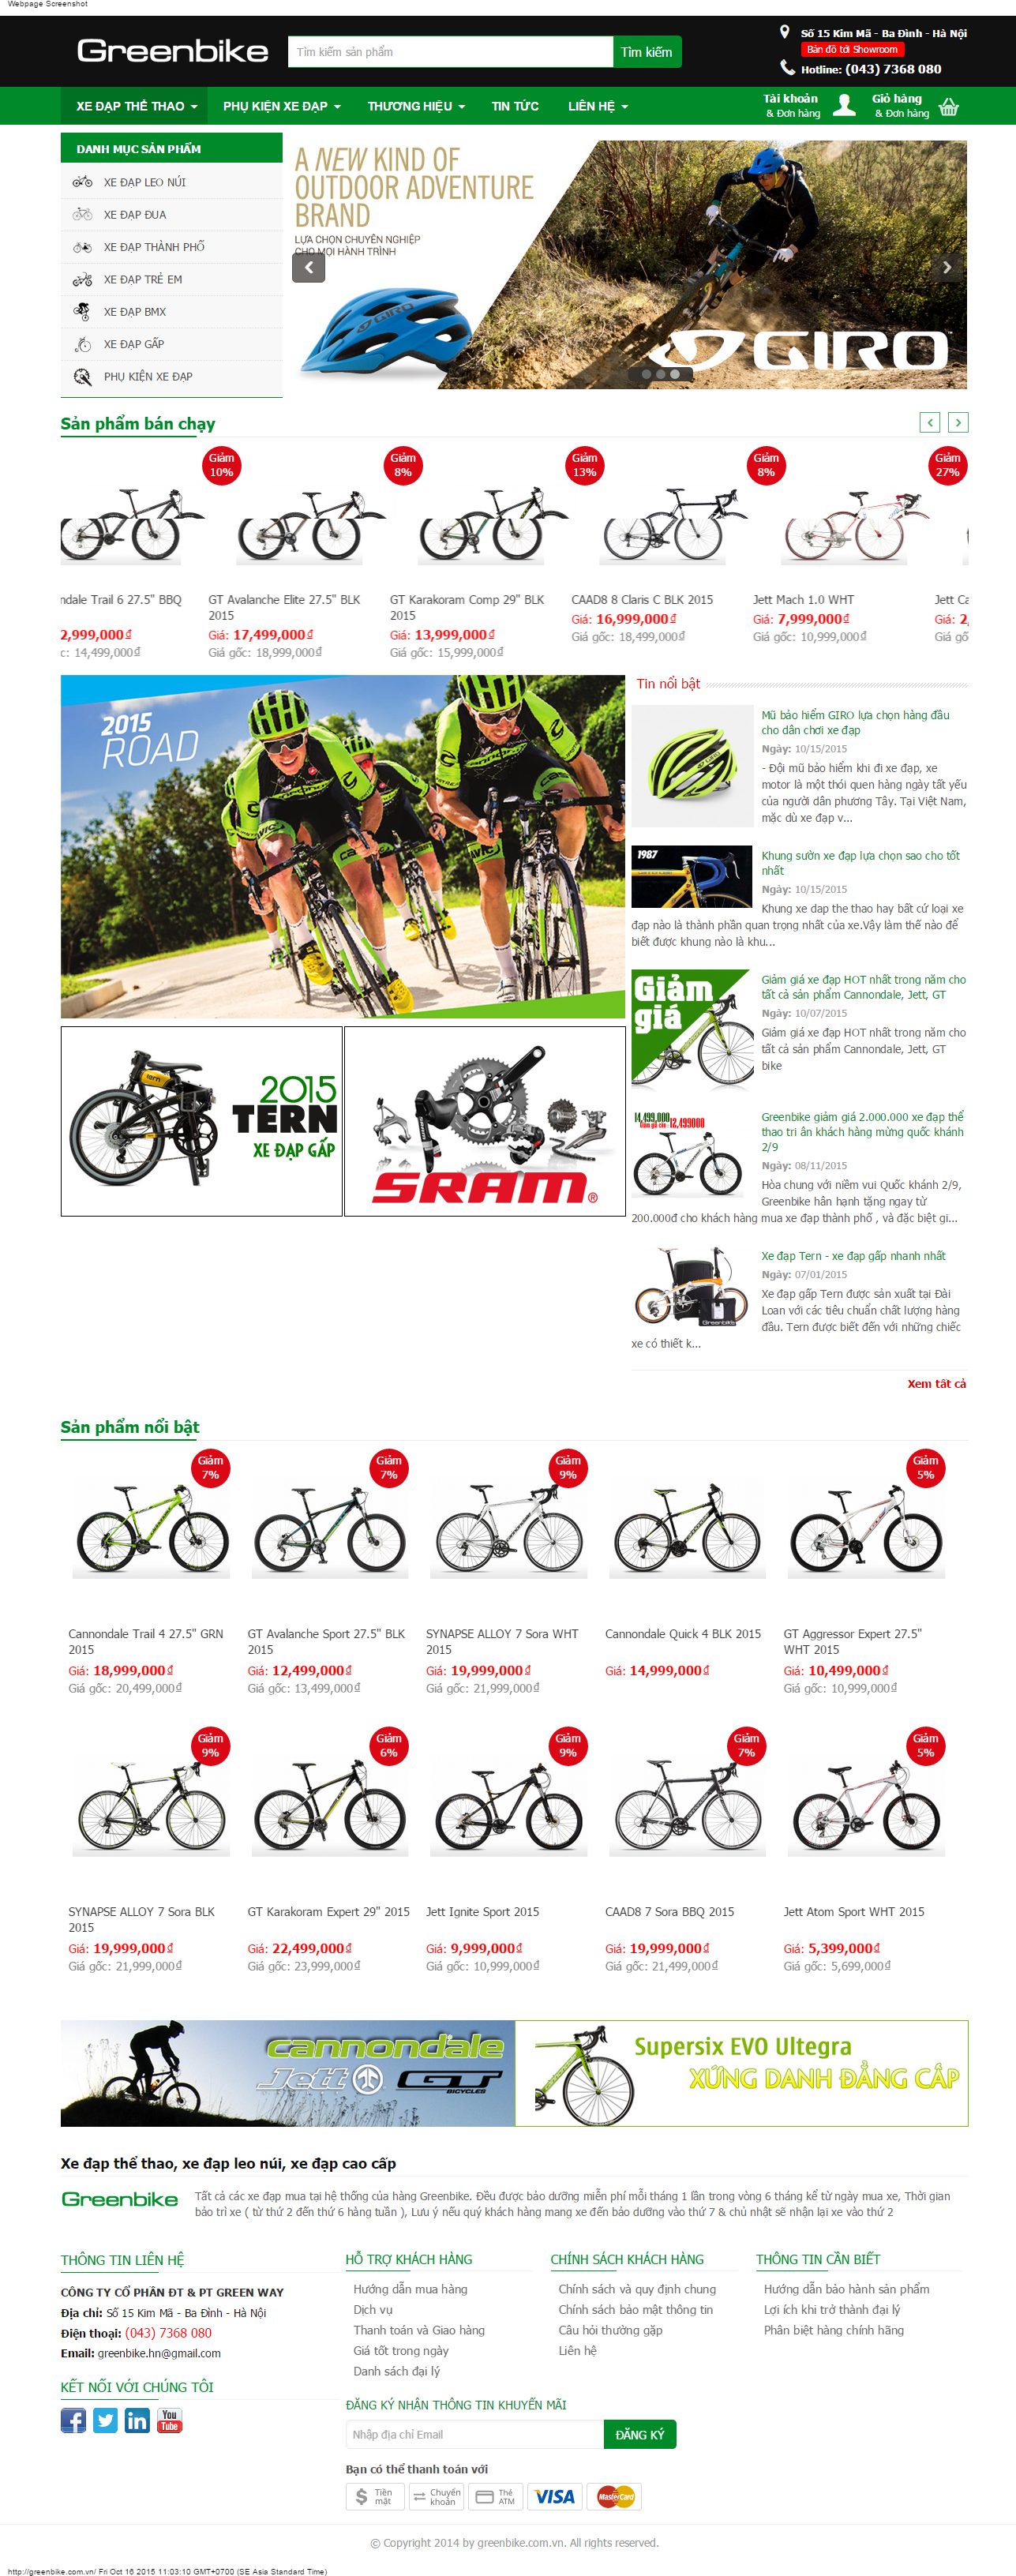 Webpage Screenshot
Greenbike
Tìm kiếm sản phẩm
Tìm kiếm
Số 15 Kim Mã - Ba Đình - Hà Nội
Bản đồ tới Showroom
Hotline: (043) 7368 080
XE ĐẠP THỂ THAO
PHỤ KIỆN XE ĐẠP
THƯƠNG HIỆU
TIN TỨC
LIÊN HỆ
Tài khoản
& Đơn hàng
Giỏ hàng
& Đơn hàng
DANH MỤC SẢN PHẨM
XE ĐẠP LEO NÚI
XE ĐẠP ĐUA
XE ĐẠP THÀNH PHỐ
XE ĐẠP TRẺ EM
XE ĐẠP BMX
XE ĐẠP GẤP
PHỤ KIỆN XE ĐẠP
A NEW KIND OF
OUTDOOR ADVENTURE
BRAND
LỰA CHỌN CHUYÊN NGHIỆP
CHO MỌI HÀNH TRÌNH
GIRO
GIRO
Sản phẩm bán chạy
Giảm 10%
Giảm 8%
Giảm 13%
Giảm 8%
Giảm 27%
ndale Trail 6 27.5" BBQ
2,999,000₫
c: 14,499,000₫
GT Avalanche Elite 27.5" BLK
2015
Giá: 17,499,000₫
Giá gốc: 18,999,000₫
GT Karakoram Comp 29" BLK
2015
Giá: 13,999,000₫
Giá gốc: 15,999,000₫
CAAD8 8 Claris C BLK 2015
Giá: 16,999,000₫
Giá gốc: 18,499,000₫
Jett Mach 1.0 WHT
Giá: 7,999,000₫
Giá gốc: 10,999,000₫
Jett Ca
Giá: 2,
Giá gố
2015
ROAD
2015
TERN
XE ĐẠP GẤP
SRAM®
Tin nổi bật
Mũ bảo hiểm GIRO lựa chọn hàng đầu
cho dân chơi xe đạp
Ngày: 10/15/2015
- Đội mũ bảo hiểm khi đi xe đạp, xe
motor là một thói quen hàng ngày tất yếu
của người dân phương Tây. Tại Việt Nam,
mặc dù xe đạp v...
1987
Khung sườn xe đạp lựa chọn sao cho tốt
nhất
Ngày: 10/15/2015
Khung xe dap the thao hay bất cứ loại xe
đạp nào là thành phần quan trọng nhất của xe.Vậy làm thế nào để
biết được khung nào là khu...
Giảm
giá
Giảm giá xe đạp HOT nhất trong năm cho
tất cả sản phẩm Cannondale, Jett, GT
Ngày: 10/07/2015
Giảm giá xe đạp HOT nhất trong năm cho
tất cả sản phẩm Cannondale, Jett, GT
bike
14,499,000
12,499000
Greenbike giảm giá 2.000.000 xe đạp thể
thao tri ân khách hàng mừng quốc khánh
2/9
Ngày: 08/11/2015
Hòa chung với niềm vui Quốc khánh 2/9,
Greenbike hân hạnh tặng ngay từ
200.000đ cho khách hàng mua xe đạp thành phố , và đặc biệt gi...
Greenbike
Xe đạp Tern - xe đạp gấp nhanh nhất
Ngày: 07/01/2015
Xe đạp gấp Tern được sản xuất tại Đài
Loan với các tiêu chuẩn chất lượng hàng
đầu. Tern được biết đến với những chiếc
xe có thiết k...
Xem tất cả
Sản phẩm nổi bật
Giảm 7%
Giảm 7%
Giảm 9%
Giảm 5%
Cannondale Trail 4 27.5" GRN
2015
Giá: 18,999,000₫
Giá gốc: 20,499,000₫
GT Avalanche Sport 27.5" BLK
2015
Giá: 12,499,000₫
Giá gốc: 13,499,000₫
SYNAPSE ALLOY 7 Sora WHT
2015
Giá: 19,999,000₫
Giá gốc: 21,999,000₫
Cannondale Quick 4 BLK 2015
Giá: 14,999,000₫
GT Aggressor Expert 27.5"
WHT 2015
Giá: 10,499,000₫
Giá gốc: 10,999,000₫
Giảm 9%
Giảm 6%
Giảm 9%
Giảm 7%
Giảm 5%
SYNAPSE ALLOY 7 Sora BLK
2015
Giá: 19,999,000₫
Giá gốc: 21,999,000₫
GT Karakoram Expert 29" 2015
Giá: 22,499,000₫
Giá gốc: 23,999,000₫
Jett Ignite Sport 2015
Giá: 9,999,000₫
Giá gốc: 10,999,000₫
CAAD8 7 Sora BBQ 2015
Giá: 19,999,000₫
Giá gốc: 21,499,000₫
Jett Atom Sport WHT 2015
Giá: 5,399,000₫
Giá gốc: 5,699,000₫
cannondale
Jett GT
BICYCLES
Supersix EVO Ultegra
XỨNG DANH ĐẲNG CẤP
Xe đạp thể thao, xe đạp leo núi, xe đạp cao cấp
Greenbike
Tất cả các xe đạp mua tại hệ thống của hàng Greenbike. Đều được bảo dưỡng miễn phí mỗi tháng 1 lần trong vòng 6 tháng kể từ ngày mua xe, Thời gian
bảo trì xe ( từ thứ 2 đến thứ 6 hàng tuần ), Lưu ý nếu quý khách hàng mang xe đến bảo dưỡng vào thứ 7 & chủ nhật sẽ nhận lại xe vào thứ 2
THÔNG TIN LIÊN HỆ
CÔNG TY CỔ PHẦN ĐT & PT GREEN WAY
Địa chỉ: Số 15 Kim Mã - Ba Đình - Hà Nội
Điện thoại: (043) 7368 080
Email: greenbike.hn@gmail.com
KẾT NỐI VỚI CHÚNG TÔI
You
Tube
HỖ TRỢ KHÁCH HÀNG
Hướng dẫn mua hàng
Dịch vụ
Thanh toán và Giao hàng
Giá tốt trong ngày
Danh sách đại lý
CHÍNH SÁCH KHÁCH HÀNG
Chính sách và quy định chung
Chính sách bảo mật thông tin
Câu hỏi thường gặp
Liên hệ
THÔNG TIN CẦN BIẾT
Hướng dẫn bảo hành sản phẩm
Lợi ích khi trở thành đại lý
Phân biệt hàng chính hãng
ĐĂNG KÝ NHẬN THÔNG TIN KHUYẾN MÃI
Nhập địa chỉ Email
ĐĂNG KÝ
Bạn có thể thanh toán với
Tiền mặt
Chuyển khoản
Thẻ ATM
VISA
MasterCard
© Copyright 2014 by greenbike.com.vn. All rights reserved.
http://greenbike.com.vn/ Fri Oct 16 2015 11:03:10 GMT+0700 (SE Asia Standard Time)